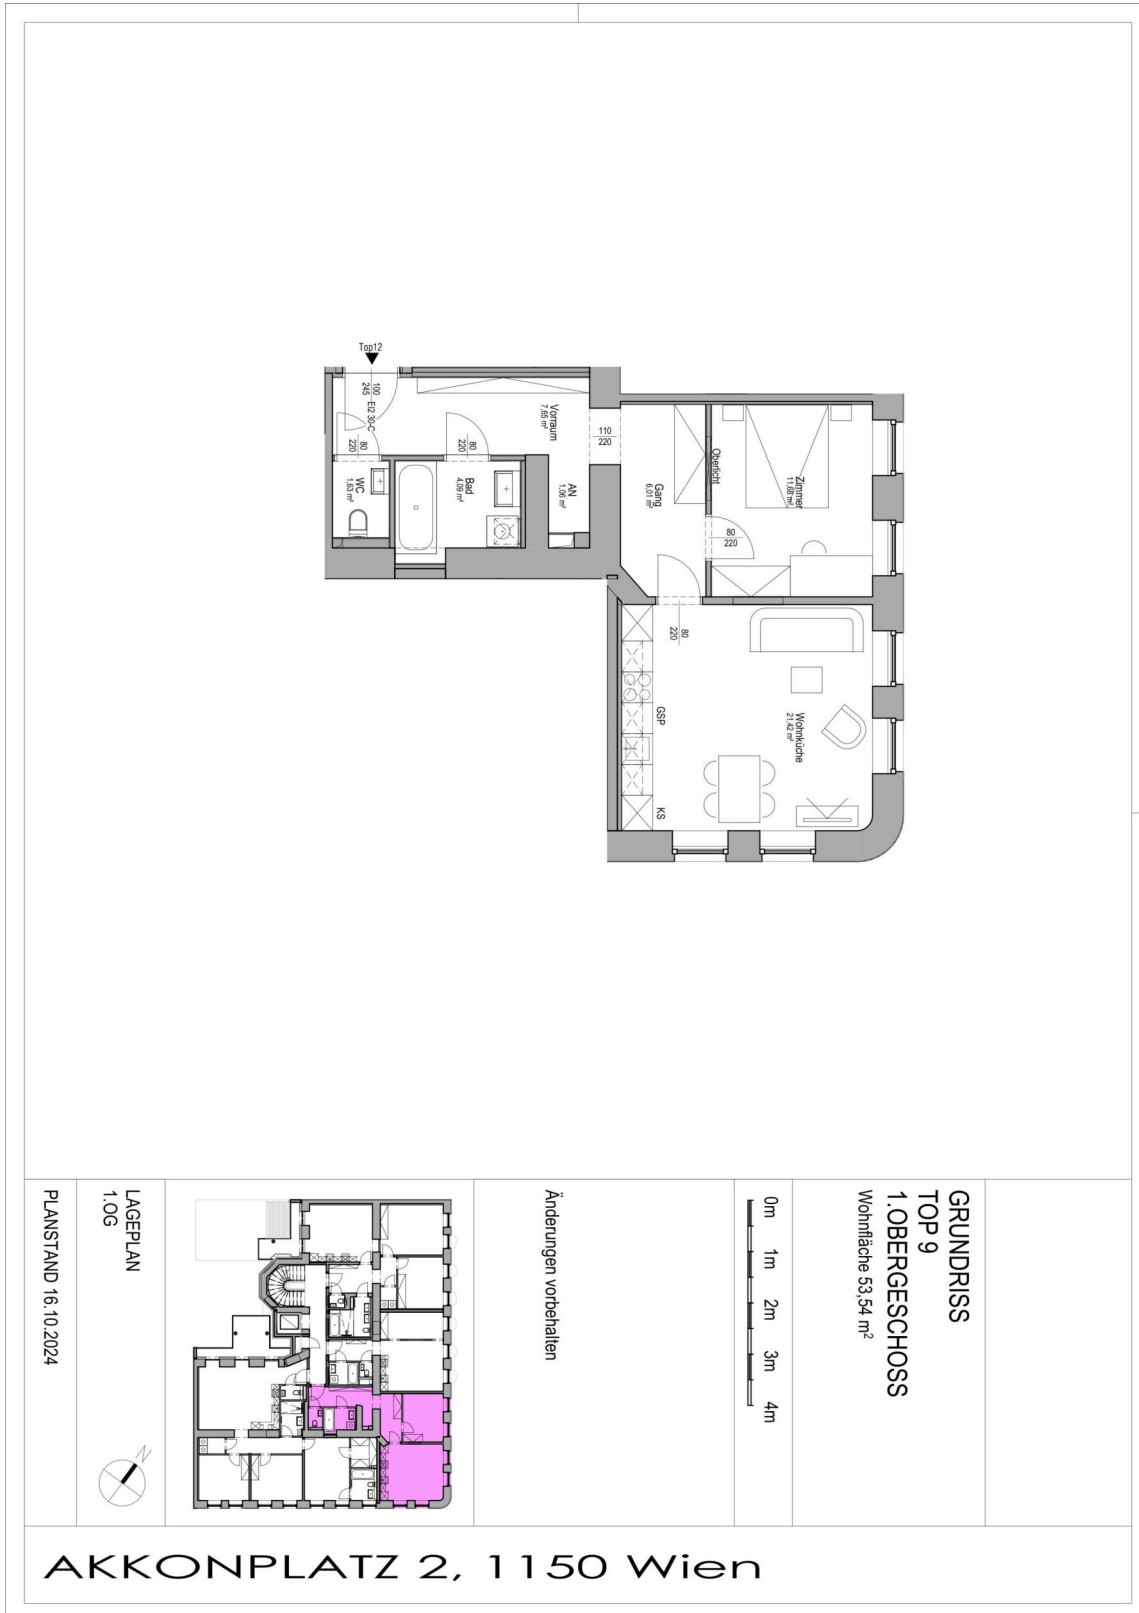 Top12
100
245
EI2 30-C
80
220
WC
1,63 m²
80
220
Bad
4,09 m²
Vorraum
7,65 m²
AN
1,06 m²
110
220
Gang
6,01 m²
Oberlicht
Zimmer
11,68 m²
80
220
80
220
GSP
KS
Wohnküche
21,42 m²
GRUNDRISS
TOP 9
1.OBERGESCHOSS
Wohnfläche 53,54 m²
0m 1m 2m 3m 4m
Änderungen vorbehalten
LAGEPLAN
1.OG
N
PLANSTAND 16.10.2024
AKKONPLATZ 2, 1150 Wien